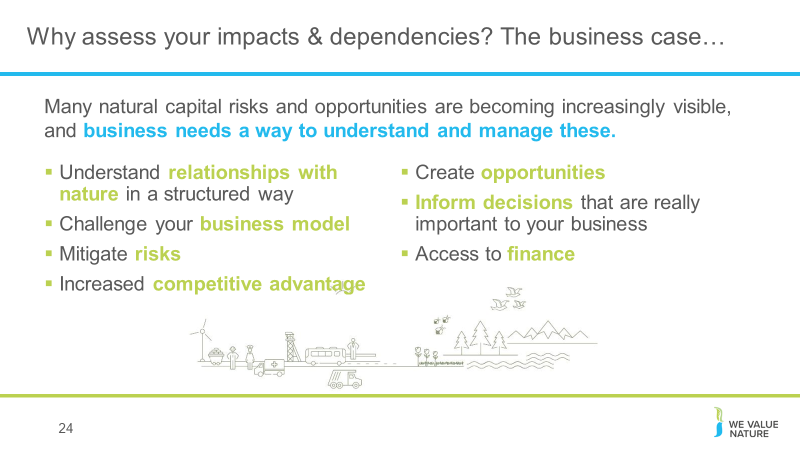 Why assess your impacts & dependencies? The business case…
Many natural capital risks and opportunities are becoming increasingly visible,
and business needs a way to understand and manage these.
▪ Understand relationships with
nature in a structured way
▪ Challenge your business model
▪ Mitigate risks
▪ Increased competitive advantage
▪ Create opportunities
▪ Inform decisions that are really
important to your business
▪ Access to finance
24
WE VALUE
NATURE